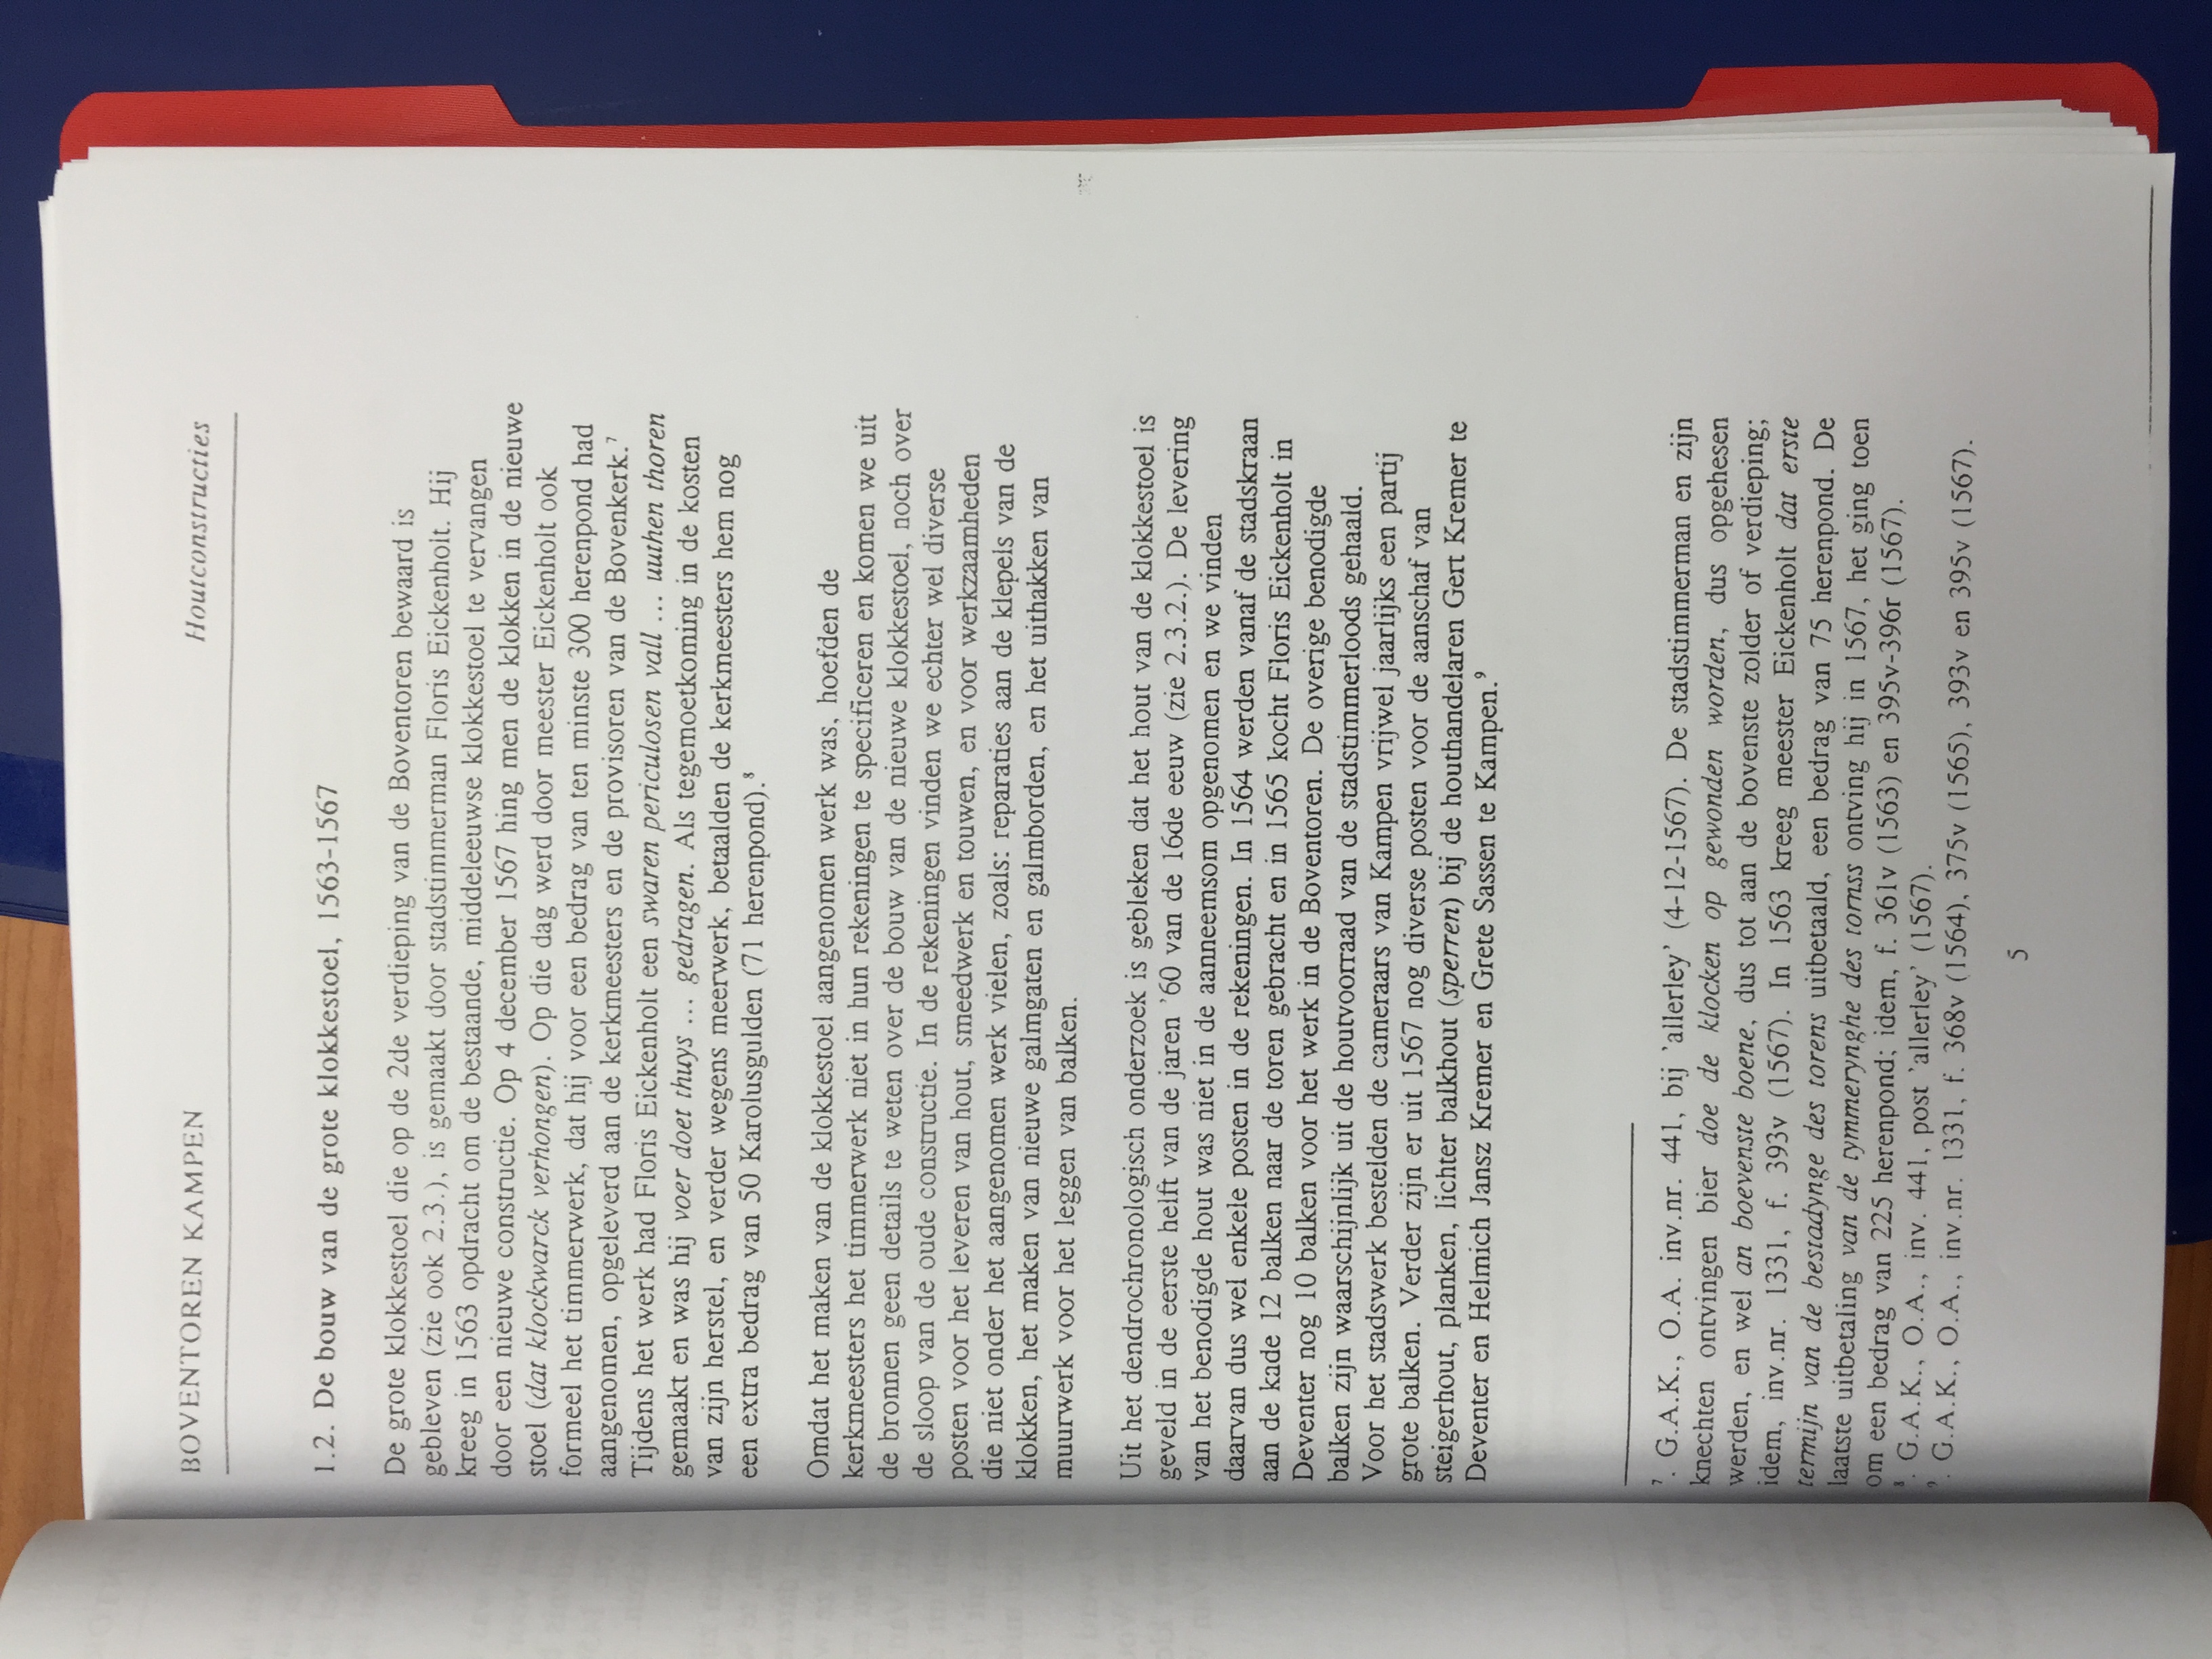 BOVENTOREN KAMPEN Houtconstructies
1.2. De bouw van de grote klokkestoel, 1563-1567
De grote klokkestoel die op de 2de verdieping van de Boventoren bewaard is
gebleven (zie ook 2.3.), is gemaakt door stadstimmerman Floris Eickenholt. Hij
kreeg in 1563 opdracht om de bestaande, middeleeuwse klokkestoel te vervangen
door een nieuwe constructie. Op 4 december 1567 hing men de klokken in de nieuwe
stoel (dat klockwarck verhongen). Op die dag werd door meester Eickenholt ook
formeel het timmerwerk, dat hij voor een bedrag van ten minste 300 herenpond had
aangenomen, opgeleverd aan de kerkmeesters en de provisoren van de Bovenkerk.⁷
Tijdens het werk had Floris Eickenholt een swaren periculosen vall ... uuthen thoren
gemaakt en was hij voer doet thuys ... gedragen. Als tegemoetkoming in de kosten
van zijn herstel, en verder wegens meerwerk, betaalden de kerkmeesters hem nog
een extra bedrag van 50 Karolusgulden (71 herenpond).⁸
Omdat het maken van de klokkestoel aangenomen werk was, hoefden de
kerkmeesters het timmerwerk niet in hun rekeningen te specificeren en komen we uit
de bronnen geen details te weten over de bouw van de nieuwe klokkestoel, noch over
de sloop van de oude constructie. In de rekeningen vinden we echter wel diverse
posten voor het leveren van hout, smeedwerk en touwen, en voor werkzaamheden
die niet onder het aangenomen werk vielen, zoals: reparaties aan de klepels van de
klokken, het maken van nieuwe galmgaten en galmborden, en het uithakken van
muurwerk voor het leggen van balken.
Uit het dendrochronologisch onderzoek is gebleken dat het hout van de klokkestoel is
geveld in de eerste helft van de jaren '60 van de 16de eeuw (zie 2.3.2.). De levering
van het benodigde hout was niet in de aanneemsom opgenomen en we vinden
daarvan dus wel enkele posten in de rekeningen. In 1564 werden vanaf de stadskraan
aan de kade 12 balken naar de toren gebracht en in 1565 kocht Floris Eickenholt in
Deventer nog 10 balken voor het werk in de Boventoren. De overige benodigde
balken zijn waarschijnlijk uit de houtvoorraad van de stadstimmerloods gehaald.
Voor het stadswerk bestelden de cameraars van Kampen vrijwel jaarlijks een partij
grote balken. Verder zijn er uit 1567 nog diverse posten voor de aanschaf van
steigerhout, planken, lichter balkhout (sperren) bij de houthandelaren Gert Kremer te
Deventer en Helmich Jansz Kremer en Grete Sassen te Kampen.⁹
⁷. G.A.K., O.A. inv.nr. 441, bij 'allerley' (4-12-1567). De stadstimmerman en zijn
knechten ontvingen bier doe de klocken op gewonden worden, dus opgehesen
werden, en wel an boevenste boene, dus tot aan de bovenste zolder of verdieping;
idem, inv.nr. 1331, f. 393v (1567). In 1563 kreeg meester Eickenholt dat erste
termijn van de bestadynge des torens uitbetaald, een bedrag van 75 herenpond. De
laatste uitbetaling van de tymmerynghe des tornss ontving hij in 1567, het ging toen
om een bedrag van 225 herenpond; idem, f. 361v (1563) en 395v-396r (1567).
⁸. G.A.K., O.A., inv. 441, post 'allerley' (1567).
⁹. G.A.K., O.A., inv.nr. 1331, f. 368v (1564), 375v (1565), 393v en 395v (1567).
5